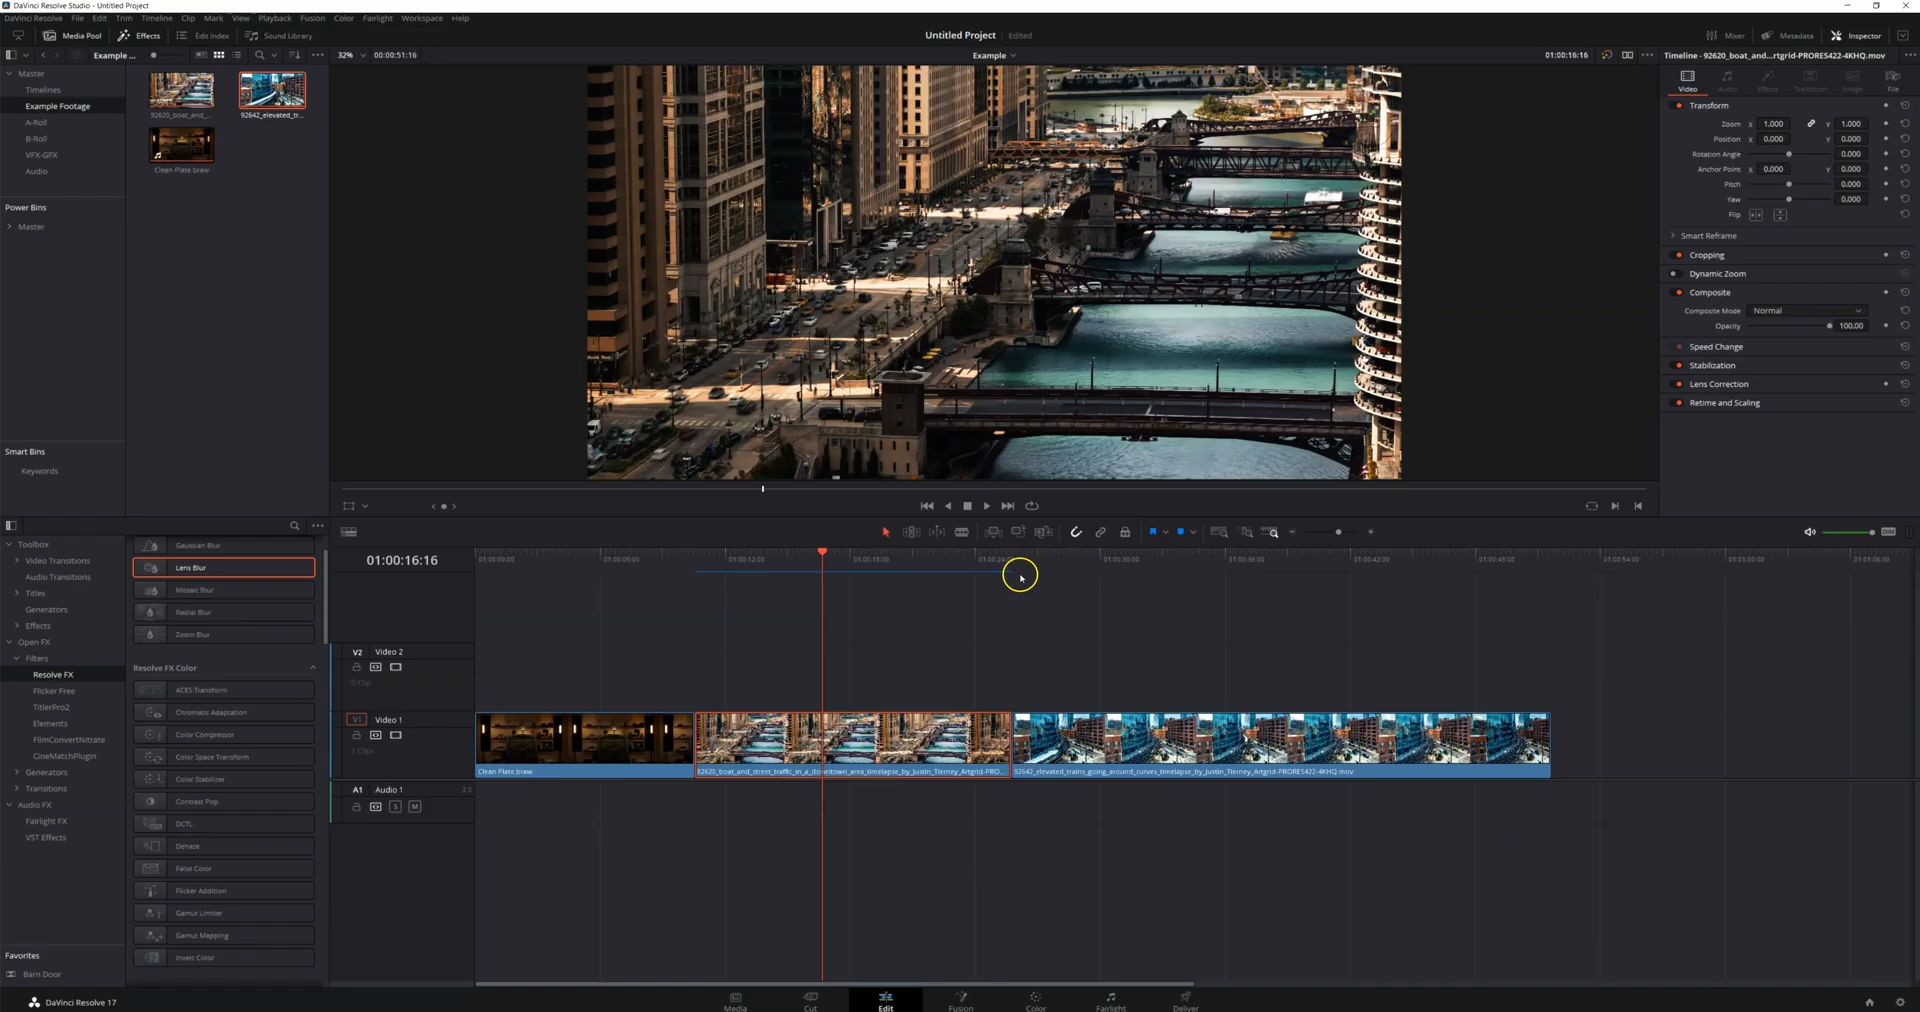 DaVinci Resolve Studio - Untitled Project
DaVinci Resolve File Edit Trim Timeline Clip Mark View Playback Fusion Color Fairlight Workspace Help
Media Pool Effects Edit Index Sound Library Untitled Project Edited Mixer Metadata Inspector
Example ... 32% 00:00:51:16 Example 01:00:16:16 Timeline - 92620_boat_and...rtgrid-PRORES422-4KHQ.mov
Master
Timelines
Example Footage
A-Roll
B-Roll
VFX-GFX
Audio
Power Bins
Master
Smart Bins
Keywords
92620_boat_and_...
92642_elevated_tr...
Clean Plate.braw
Video Audio Effects Transition Image File
Transform
Zoom X 1.000 Y 1.000
Position X 0.000 Y 0.000
Rotation Angle 0.000
Anchor Point X 0.000 Y 0.000
Pitch 0.000
Yaw 0.000
Flip
Smart Reframe
Cropping
Dynamic Zoom
Composite
Composite Mode Normal
Opacity 100.00
Speed Change
Stabilization
Lens Correction
Retime and Scaling
Toolbox
Video Transitions
Audio Transitions
Titles
Generators
Effects
Open FX
Filters
Resolve FX
Flicker Free
TitlerPro2
Elements
FilmConvertNitrate
CineMatchPlugin
Generators
Transitions
Audio FX
Fairlight FX
VST Effects
Favorites
Barn Door
Gaussian Blur
Lens Blur
Mosaic Blur
Radial Blur
Zoom Blur
Resolve FX Color
ACES Transform
Chromatic Adaptation
Color Compressor
Color Space Transform
Color Stabilizer
Contrast Pop
DCTL
Dehaze
False Color
Flicker Addition
Gamut Limiter
Gamut Mapping
Invert Color
DIM
01:00:16:16
01:00:00:00 01:00:06:00 01:00:12:00 01:00:18:00 01:00:24:00 01:00:30:00 01:00:36:00 01:00:42:00 01:00:48:00 01:00:54:00 01:01:00:00 01:01:06:00
V2 Video 2
0 Clip
V1 Video 1
3 Clips
Clean Plate.braw
92620_boat_and_street_traffic_in_a_downtown_area_timelapse_by_Justin_Tierney_Artgrid-PRO...
92642_elevated_trains_going_around_curves_timelapse_by_Justin_Tierney_Artgrid-PRORES422-4KHQ.mov
A1 Audio 1 2.0
S M
DaVinci Resolve 17
Media Cut Edit Fusion Color Fairlight Deliver